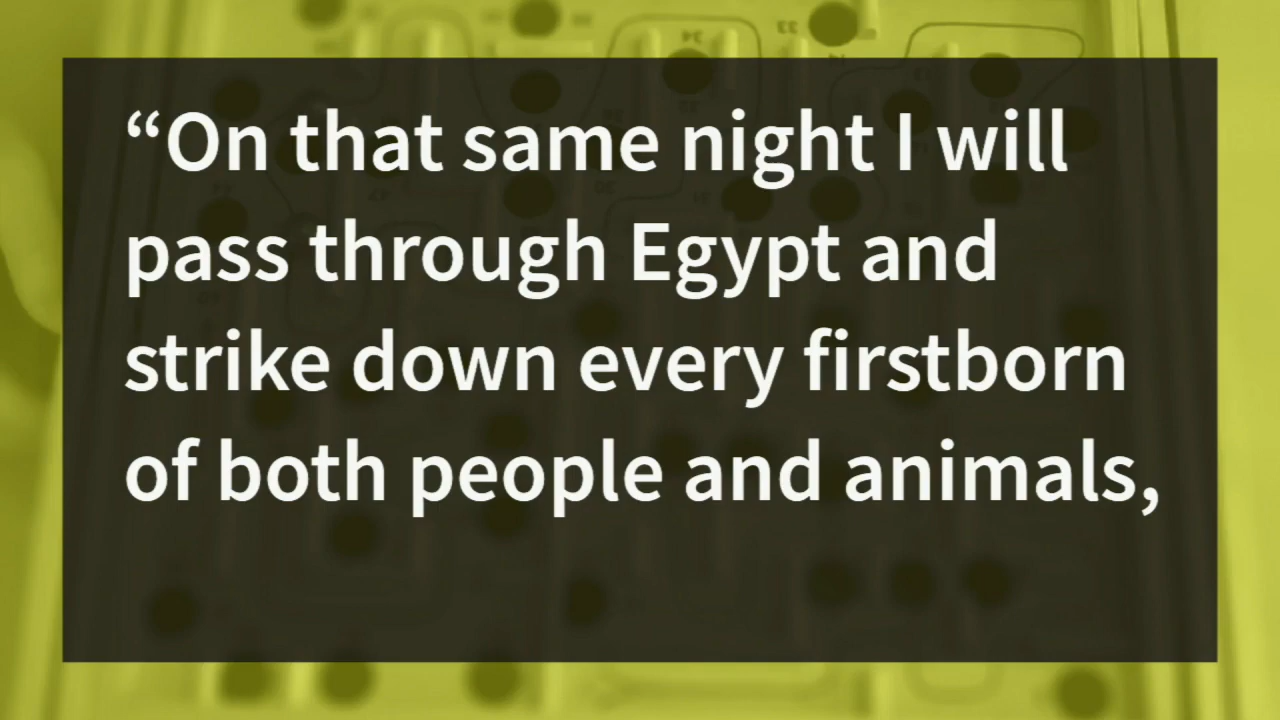 “On that same night I will
pass through Egypt and
strike down every firstborn
of both people and animals,